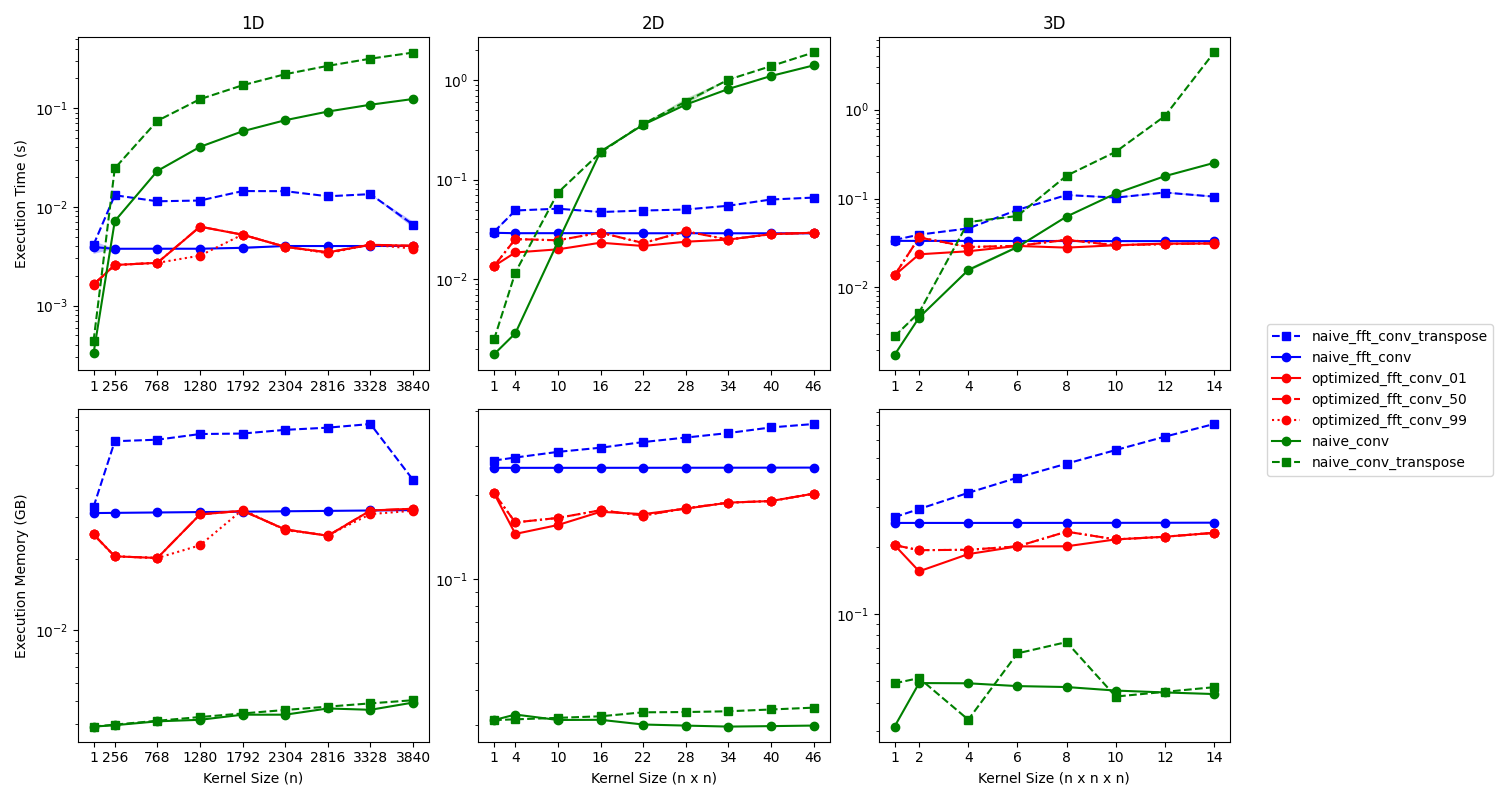 1D
2D
3D
Execution Time (s)
10⁻¹
10⁻²
10⁻³
1 256 768 1280 1792 2304 2816 3328 3840
10⁰
10⁻¹
10⁻²
1 4 10 16 22 28 34 40 46
10⁰
10⁻¹
10⁻²
1 2 4 6 8 10 12 14
Execution Memory (GB)
10⁻²
1 256 768 1280 1792 2304 2816 3328 3840
Kernel Size (n)
10⁻¹
1 4 10 16 22 28 34 40 46
Kernel Size (n x n)
10⁻¹
1 2 4 6 8 10 12 14
Kernel Size (n x n x n)
naive_fft_conv_transpose
naive_fft_conv
optimized_fft_conv_01
optimized_fft_conv_50
optimized_fft_conv_99
naive_conv
naive_conv_transpose